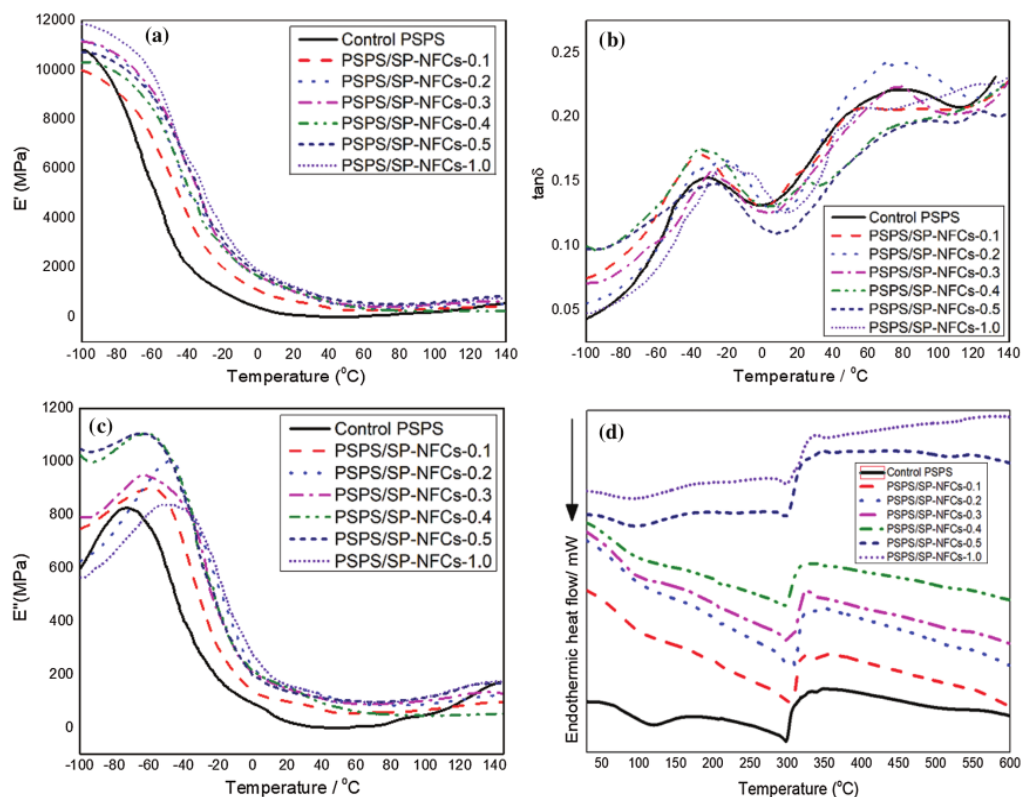 (a)
E' (MPa)
12000
10000
8000
6000
4000
2000
0
-100 -80 -60 -40 -20 0 20 40 60 80 100 120 140
Temperature (°C)
Control PSPS
PSPS/SP-NFCs-0.1
PSPS/SP-NFCs-0.2
PSPS/SP-NFCs-0.3
PSPS/SP-NFCs-0.4
PSPS/SP-NFCs-0.5
PSPS/SP-NFCs-1.0
(b)
tanδ
0.25
0.20
0.15
0.10
0.05
-100 -80 -60 -40 -20 0 20 40 60 80 100 120 140
Temperature / °C
Control PSPS
PSPS/SP-NFCs-0.1
PSPS/SP-NFCs-0.2
PSPS/SP-NFCs-0.3
PSPS/SP-NFCs-0.4
PSPS/SP-NFCs-0.5
PSPS/SP-NFCs-1.0
(c)
E"(MPa)
1200
1000
800
600
400
200
0
-100 -80 -60 -40 -20 0 20 40 60 80 100 120 140
Temperature / °C
Control PSPS
PSPS/SP-NFCs-0.1
PSPS/SP-NFCs-0.2
PSPS/SP-NFCs-0.3
PSPS/SP-NFCs-0.4
PSPS/SP-NFCs-0.5
PSPS/SP-NFCs-1.0
(d)
Endothermic heat flow/ mW
50 100 150 200 250 300 350 400 450 500 550 600
Temperature (°C)
Control PSPS
PSPS/SP-NFCs-0.1
PSPS/SP-NFCs-0.2
PSPS/SP-NFCs-0.3
PSPS/SP-NFCs-0.4
PSPS/SP-NFCs-0.5
PSPS/SP-NFCs-1.0